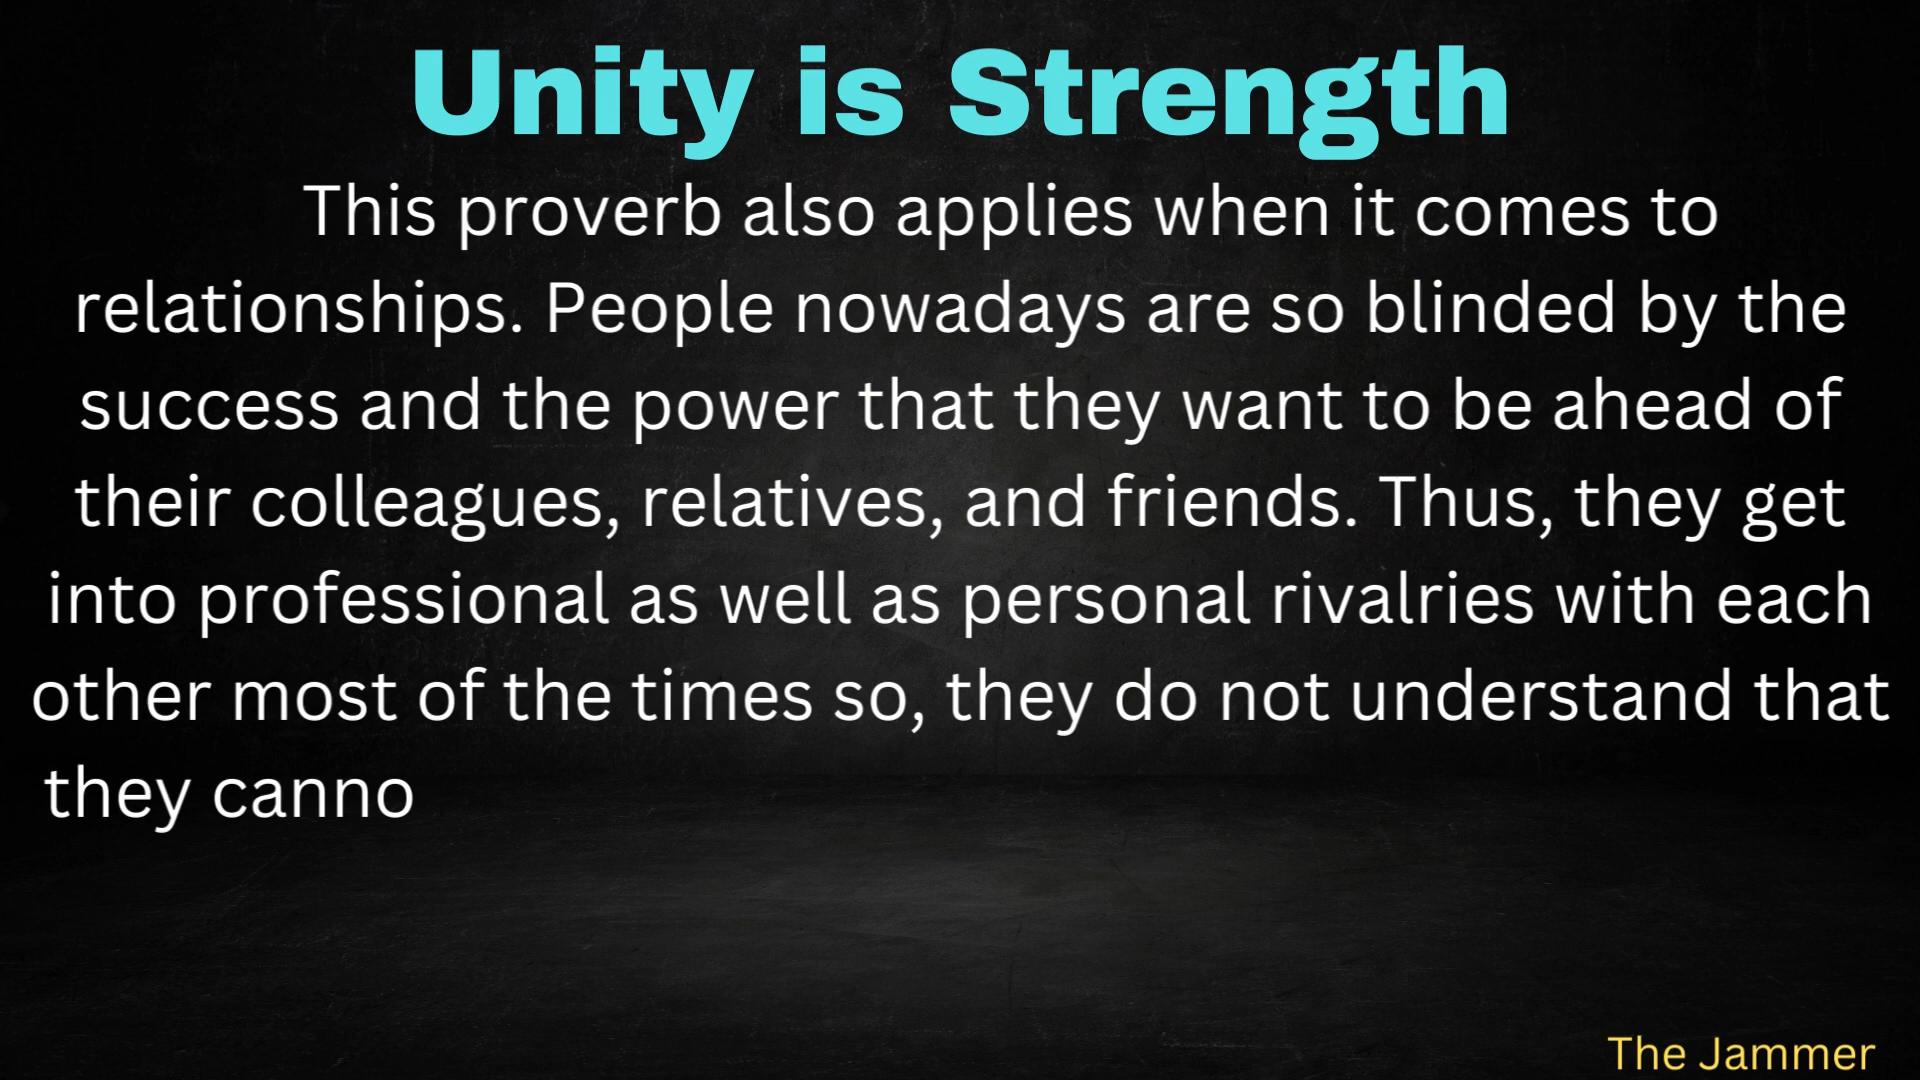 Unity is Strength
This proverb also applies when it comes to
relationships. People nowadays are so blinded by the
success and the power that they want to be ahead of
their colleagues, relatives, and friends. Thus, they get
into professional as well as personal rivalries with each
other most of the times so, they do not understand that
they canno
The Jammer